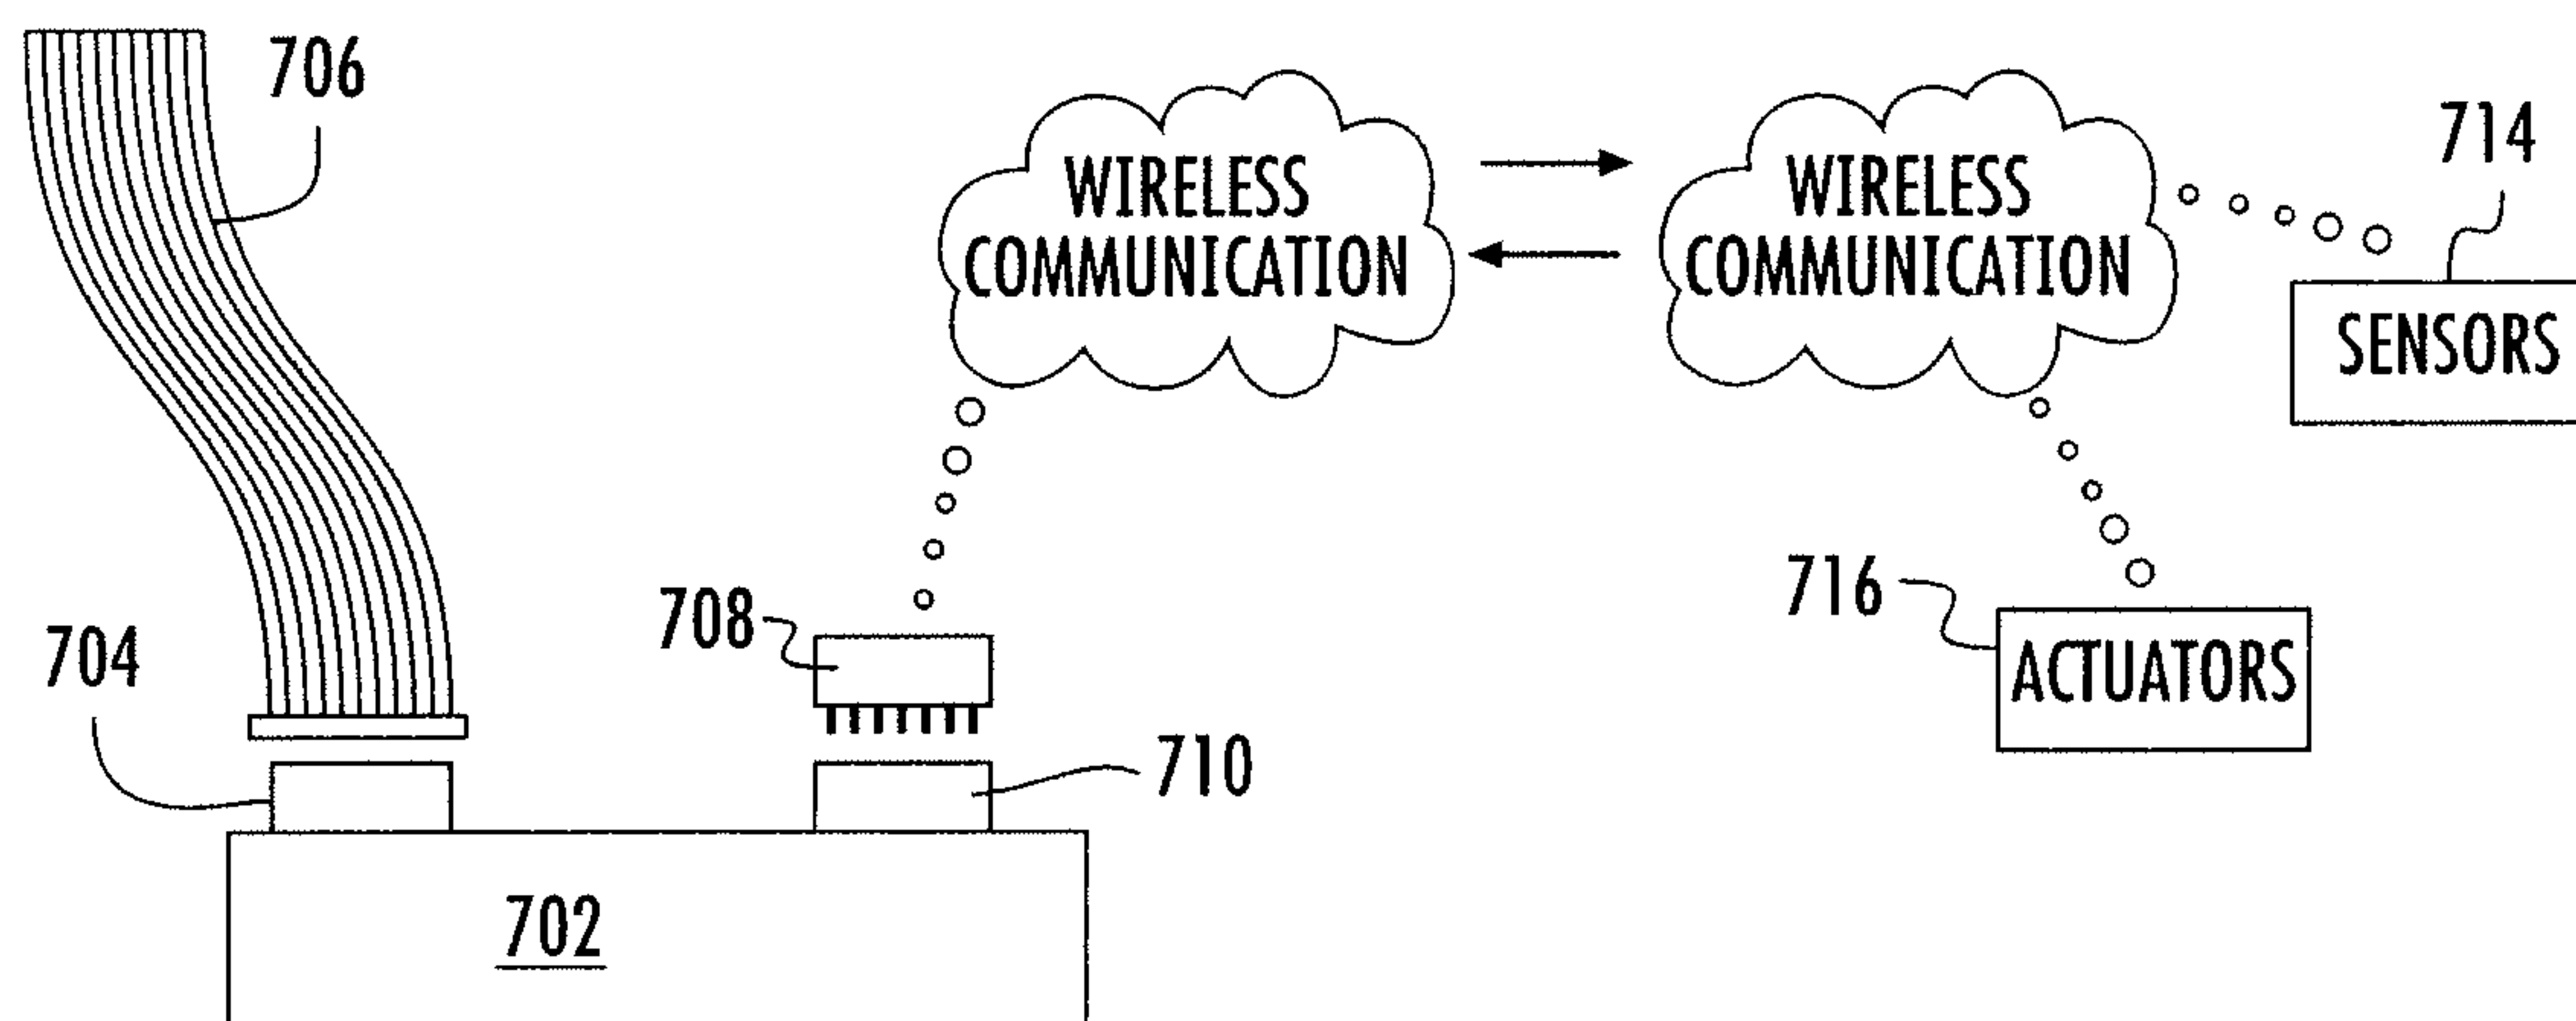 706
714
WIRELESS
COMMUNICATION
WIRELESS
COMMUNICATION
SENSORS
708
716
704
ACTUATORS
710
702